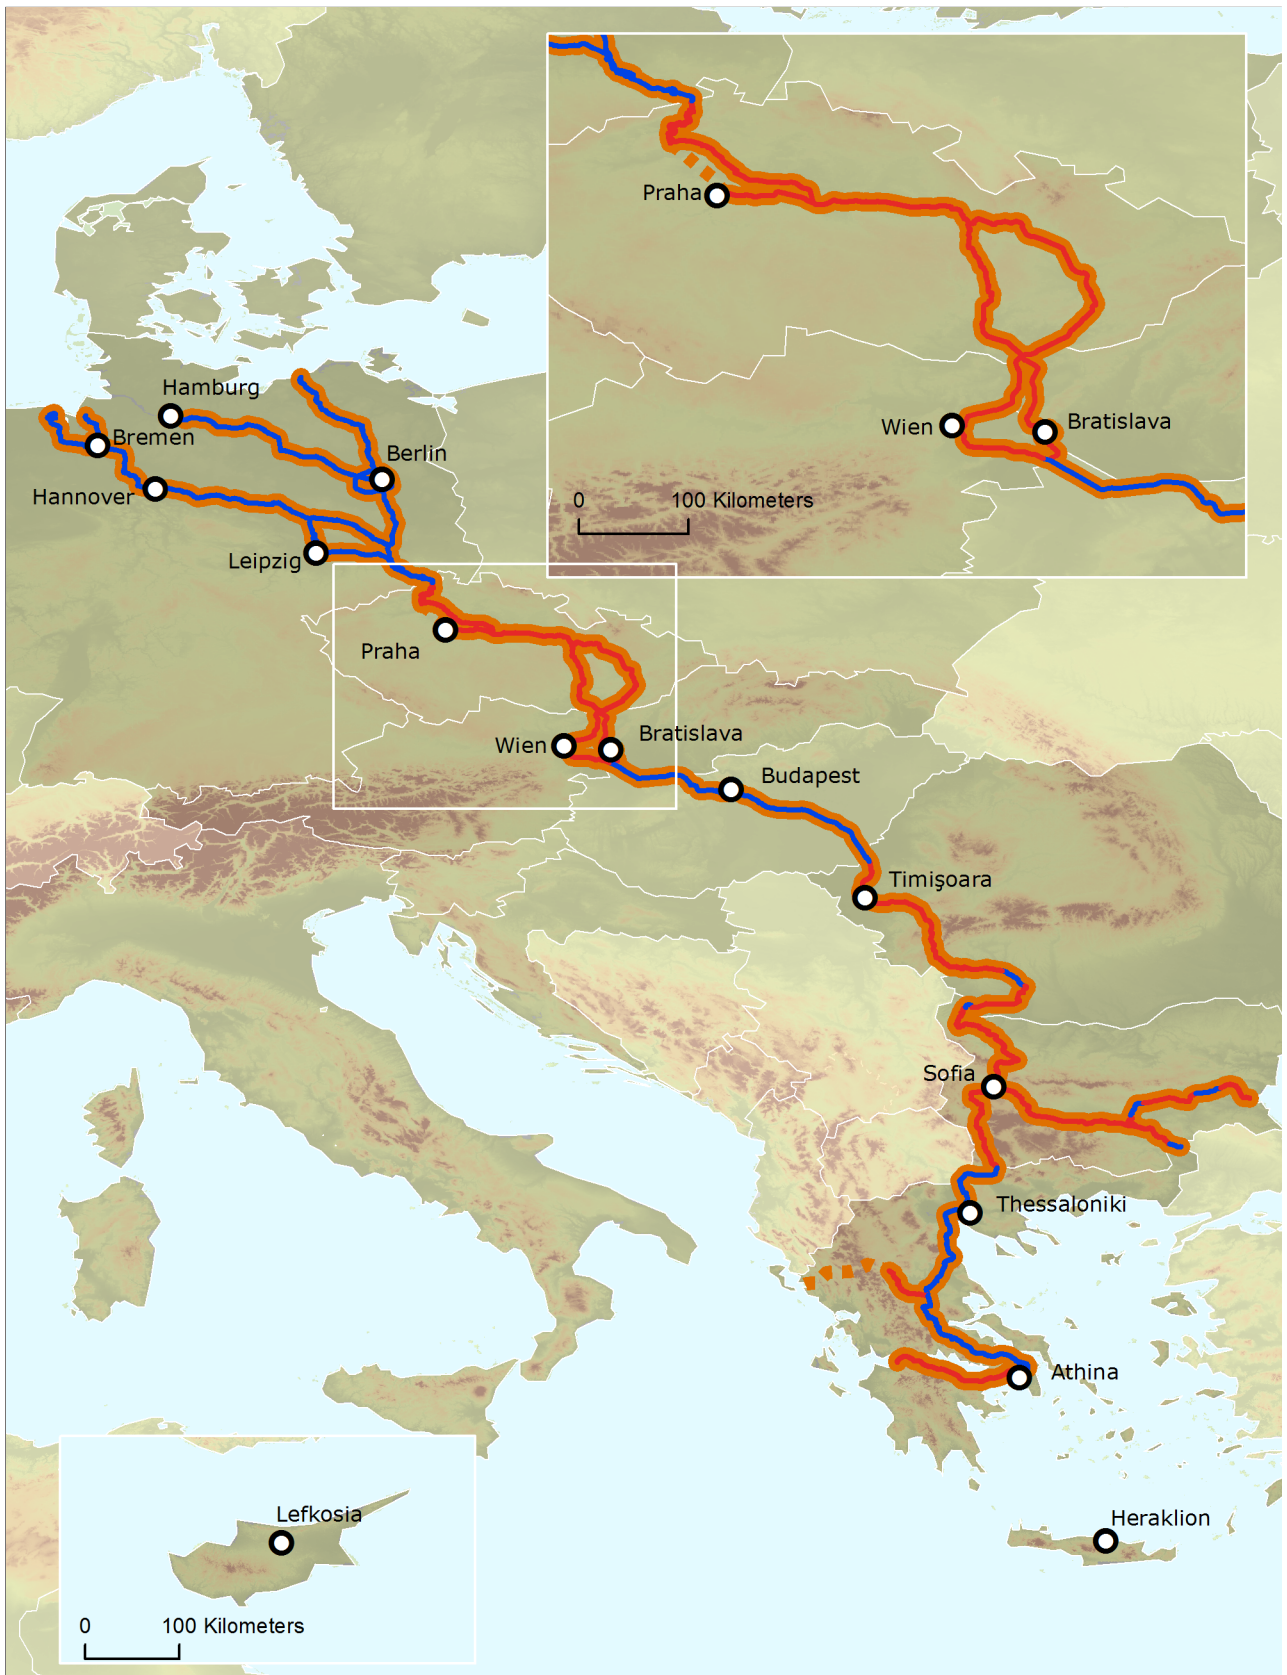 Praha
Wien
Bratislava
0
100 Kilometers
Hamburg
Bremen
Berlin
Hannover
Leipzig
Praha
Wien
Bratislava
Budapest
Timişoara
Sofia
Thessaloniki
Athina
Lefkosia
Heraklion
0
100 Kilometers